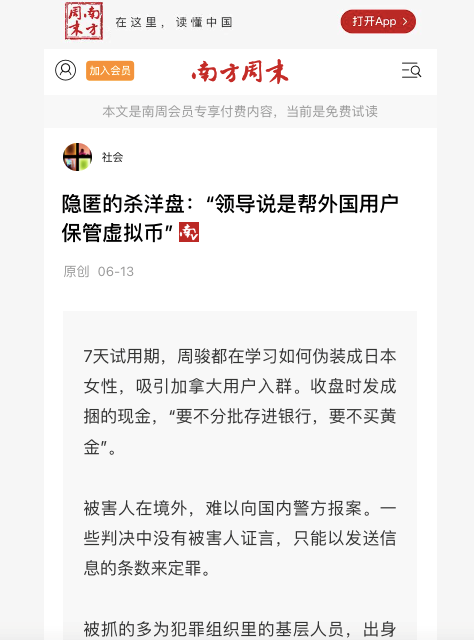 南方周末
在这里，读懂中国
打开App
加入会员
南方周末
本文是南周会员专享付费内容，当前是免费试读
社会
隐匿的杀洋盘：“领导说是帮外国用户
保管虚拟币”
原创 06-13
7天试用期，周骏都在学习如何伪装成日本
女性，吸引加拿大用户入群。收盘时发成
捆的现金，“要不分批存进银行，要不买黄
金”。
被害人在境外，难以向国内警方报案。一
些判决中没有被害人证言，只能以发送信
息的条数来定罪。
被抓的多为犯罪组织里的基层人员，出身